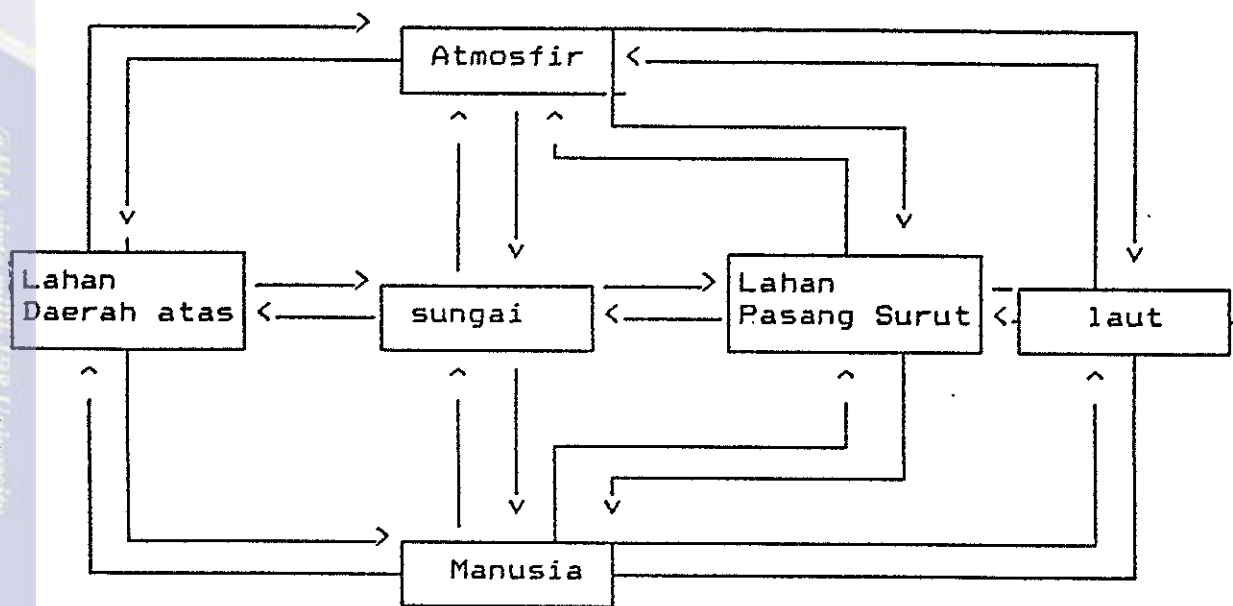 Atmosfir
Lahan
Daerah atas
sungai
Lahan
Pasang Surut
laut
Manusia